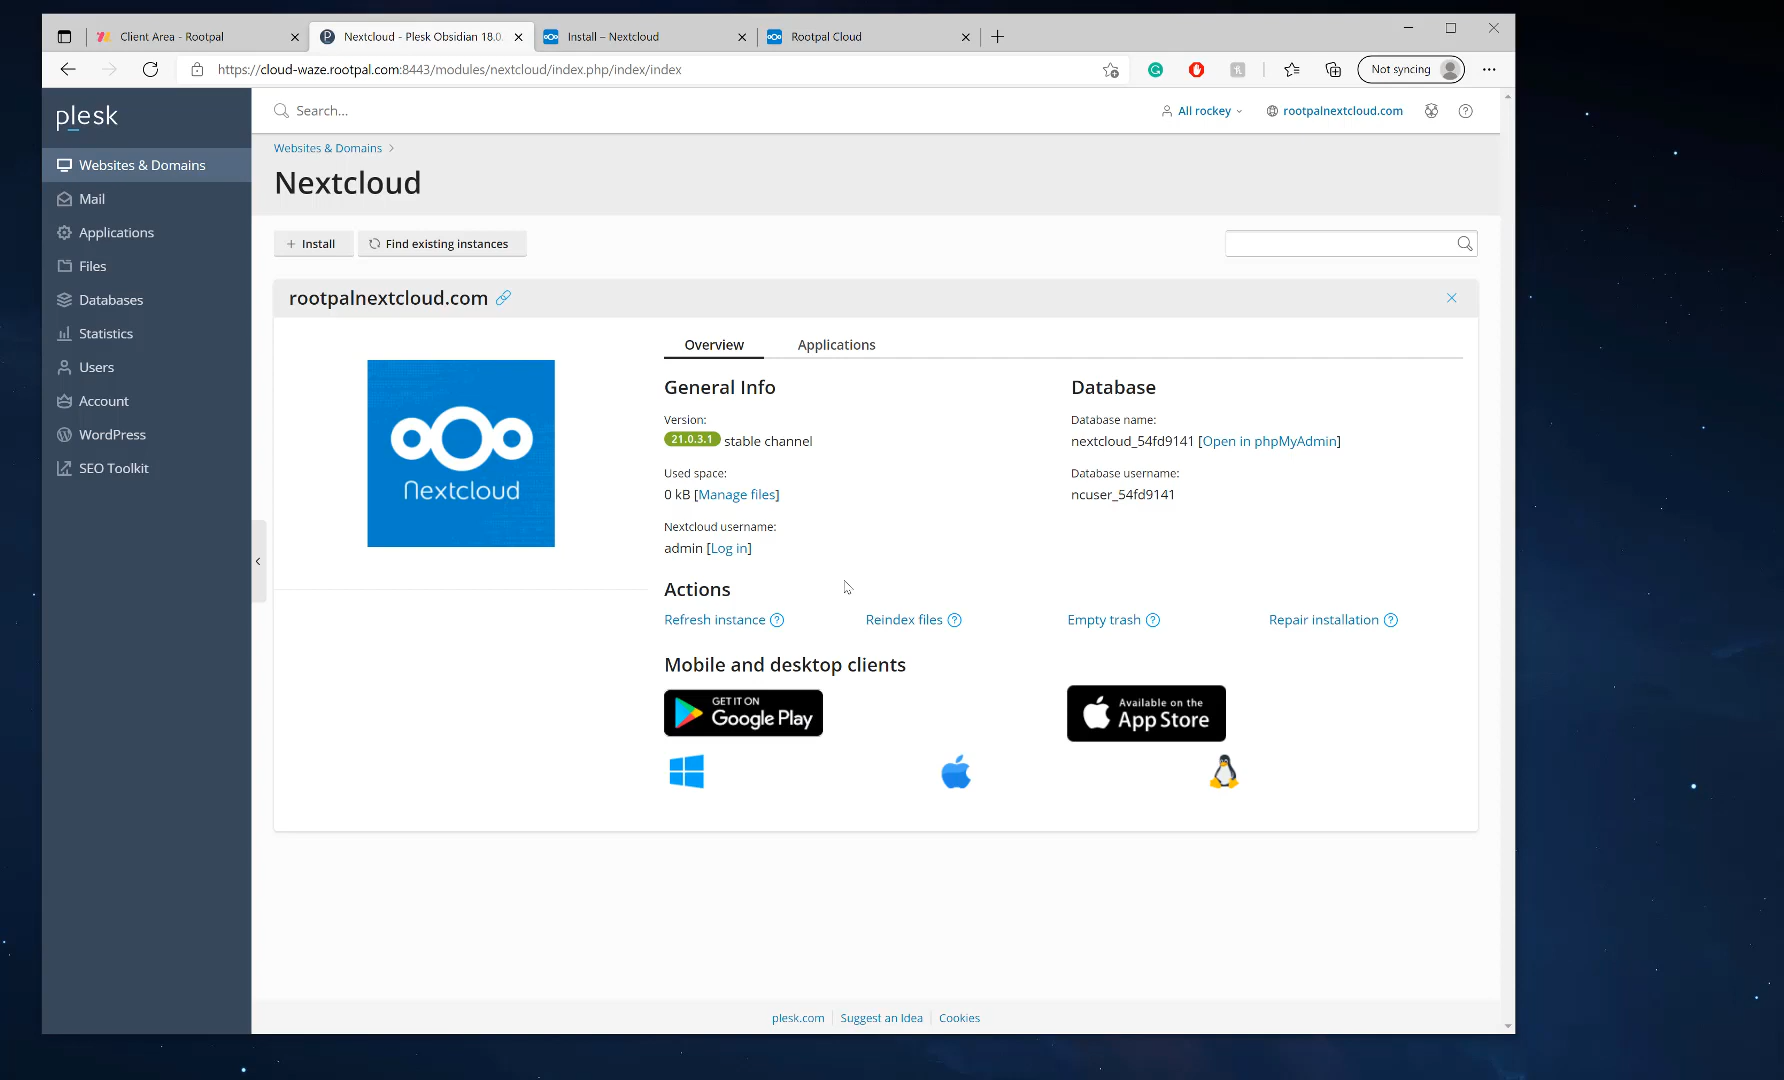 Client Area - Rootpal
Nextcloud - Plesk Obsidian 18.0.
Install – Nextcloud
Rootpal Cloud
https://cloud-waze.rootpal.com:8443/modules/nextcloud/index.php/index/index
Not syncing
plesk
Search...
All rockey
rootpalnextcloud.com
Websites & Domains
Mail
Applications
Files
Databases
Statistics
Users
Account
WordPress
SEO Toolkit
Websites & Domains
Nextcloud
Install
Find existing instances
rootpalnextcloud.com
Nextcloud
Overview
Applications
General Info
Version:
21.0.3.1 stable channel
Used space:
0 kB [Manage files]
Nextcloud username:
admin [Log in]
Database
Database name:
nextcloud_54fd9141 [Open in phpMyAdmin]
Database username:
ncuser_54fd9141
Actions
Refresh instance ?
Reindex files ?
Empty trash ?
Repair installation ?
Mobile and desktop clients
GET IT ON
Google Play
Available on the
App Store
plesk.com
Suggest an Idea
Cookies